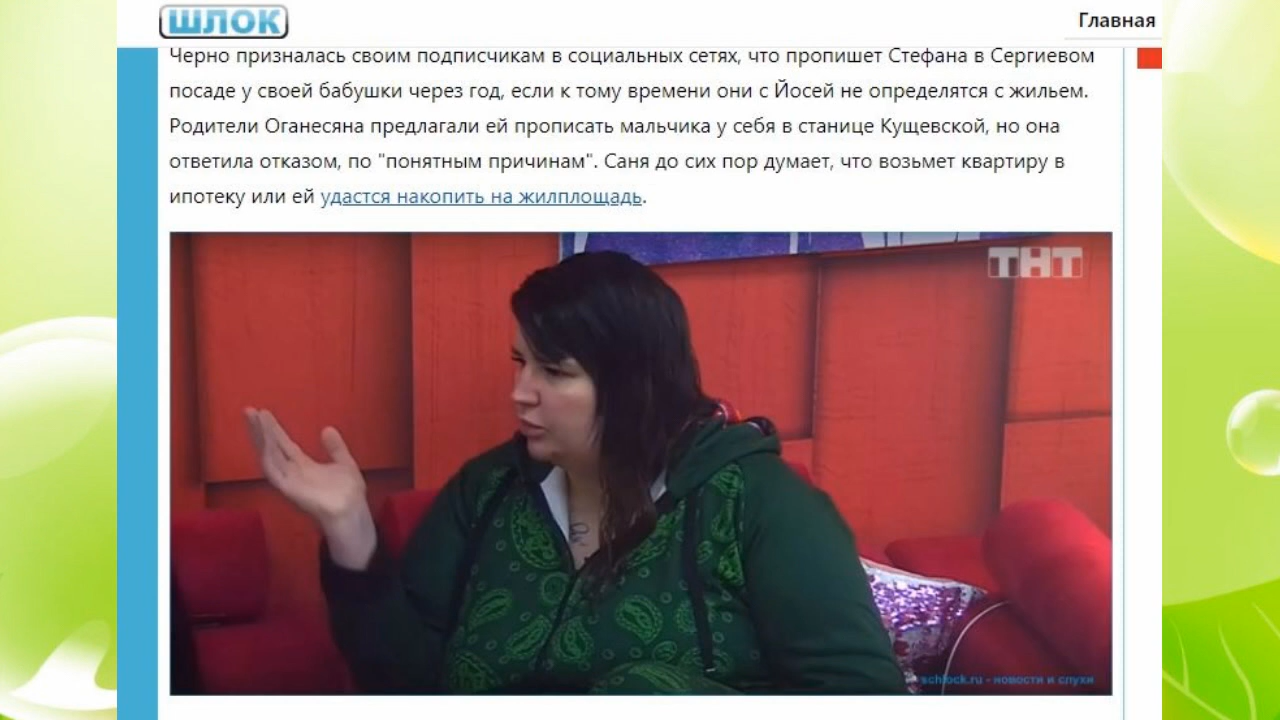 ШЛОК
Главная
Черно призналась своим подписчикам в социальных сетях, что пропишет Стефана в Сергиевом
посаде у своей бабушки через год, если к тому времени они с Йосей не определятся с жильем.
Родители Оганесяна предлагали ей прописать мальчика у себя в станице Кущевской, но она
ответила отказом, по "понятным причинам". Саня до сих пор думает, что возьмет квартиру в
ипотеку или ей удастся накопить на жилплощадь.
ТНТ
schlock.ru - новости и слухи